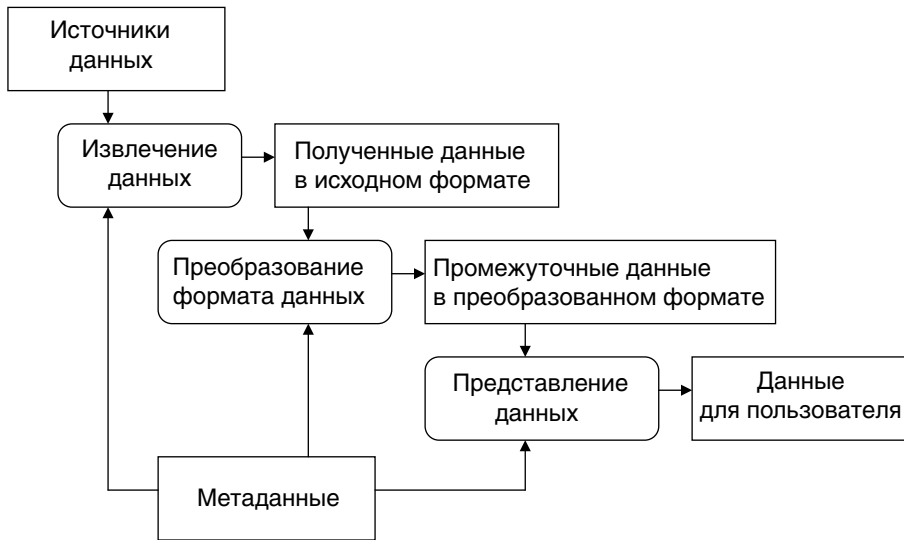 Источники
данных
Извлечение
данных
Полученные данные
в исходном формате
Преобразование
формата данных
Промежуточные данные
в преобразованном формате
Представление
данных
Данные
для пользователя
Метаданные